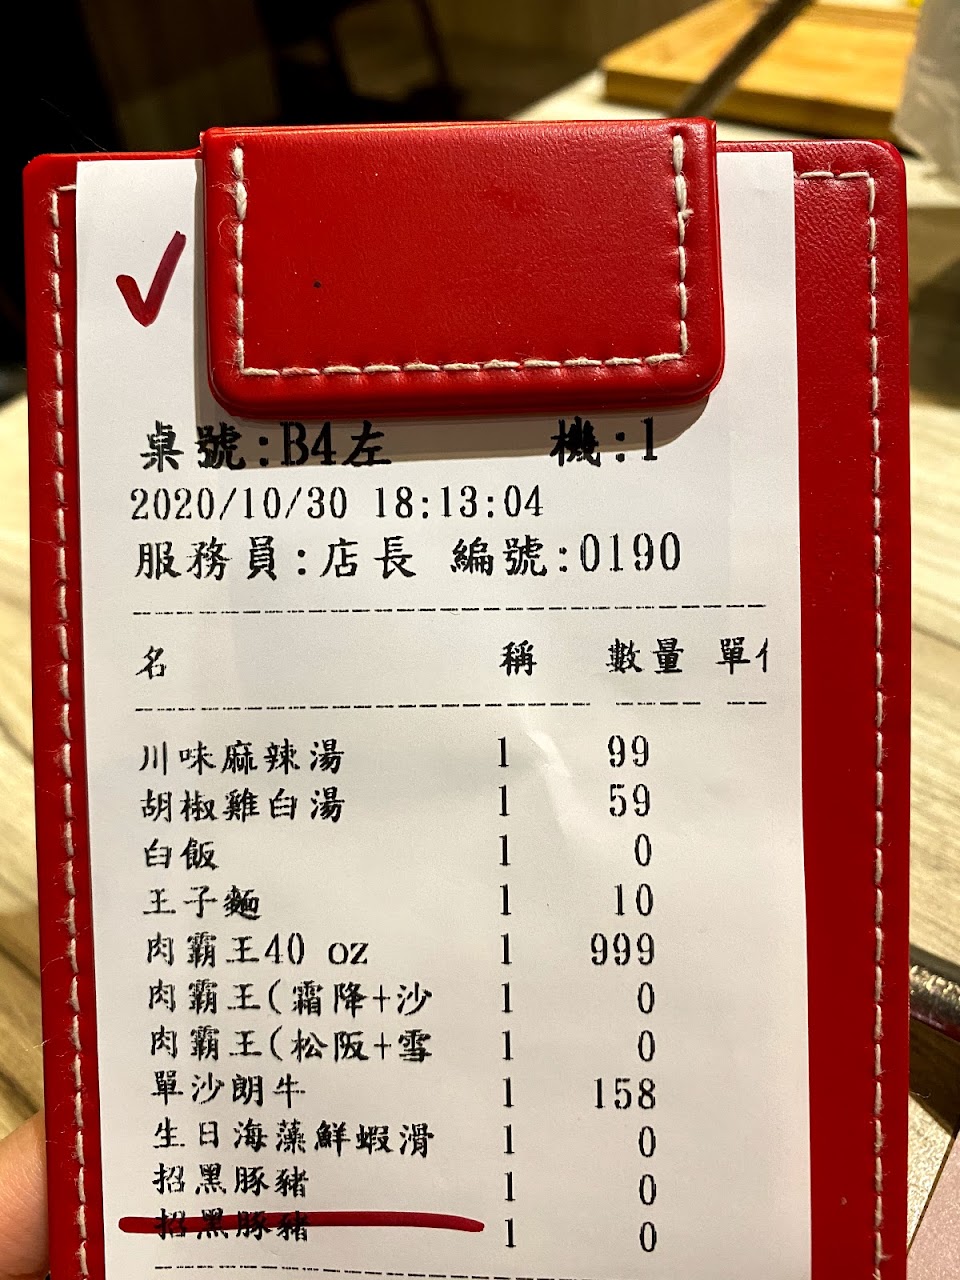 桌號:B4左 機:1
2020/10/30 18:13:04
服務員:店長 編號:0190
名 稱 數量 單
川味麻辣湯 1 99
胡椒雞白湯 1 59
白飯 1 0
王子麵 1 10
肉霸王40 oz 1 999
肉霸王(霜降+沙 1 0
肉霸王(松阪+雪 1 0
單沙朗牛 1 158
生日海藻鮮蝦滑 1 0
招黑豚豬 1 0
招黑豚豬 1 0